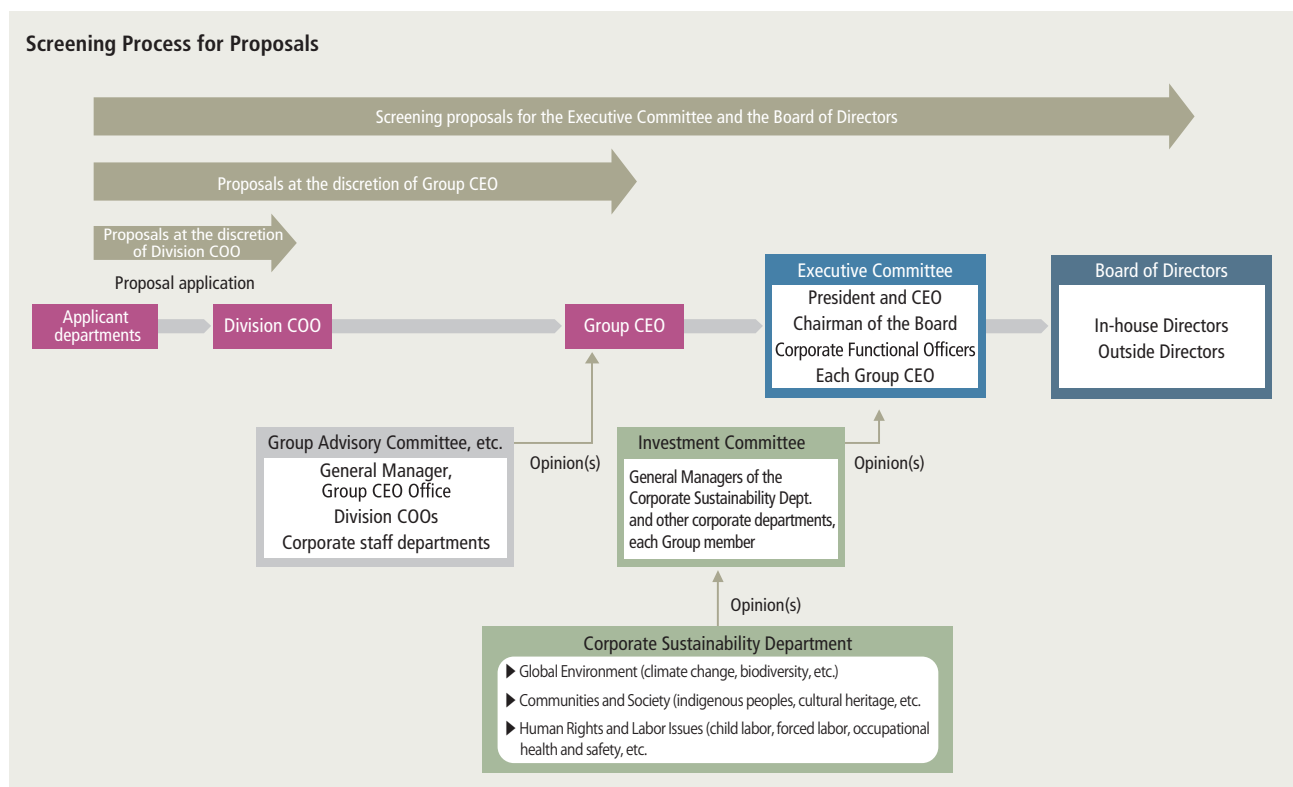 Screening Process for Proposals
Screening proposals for the Executive Committee and the Board of Directors
Proposals at the discretion of Group CEO
Proposals at the discretion
of Division COO
Proposal application
Applicant
departments
Division COO
Group CEO
Executive Committee
President and CEO
Chairman of the Board
Corporate Functional Officers
Each Group CEO
Board of Directors
In-house Directors
Outside Directors
Group Advisory Committee, etc.
General Manager,
Group CEO Office
Division COOs
Corporate staff departments
Opinion(s)
Investment Committee
General Managers of the
Corporate Sustainability Dept.
and other corporate departments,
each Group member
Opinion(s)
Opinion(s)
Corporate Sustainability Department
▶ Global Environment (climate change, biodiversity, etc.)
▶ Communities and Society (indigenous peoples, cultural heritage, etc.
▶ Human Rights and Labor Issues (child labor, forced labor, occupational
health and safety, etc.